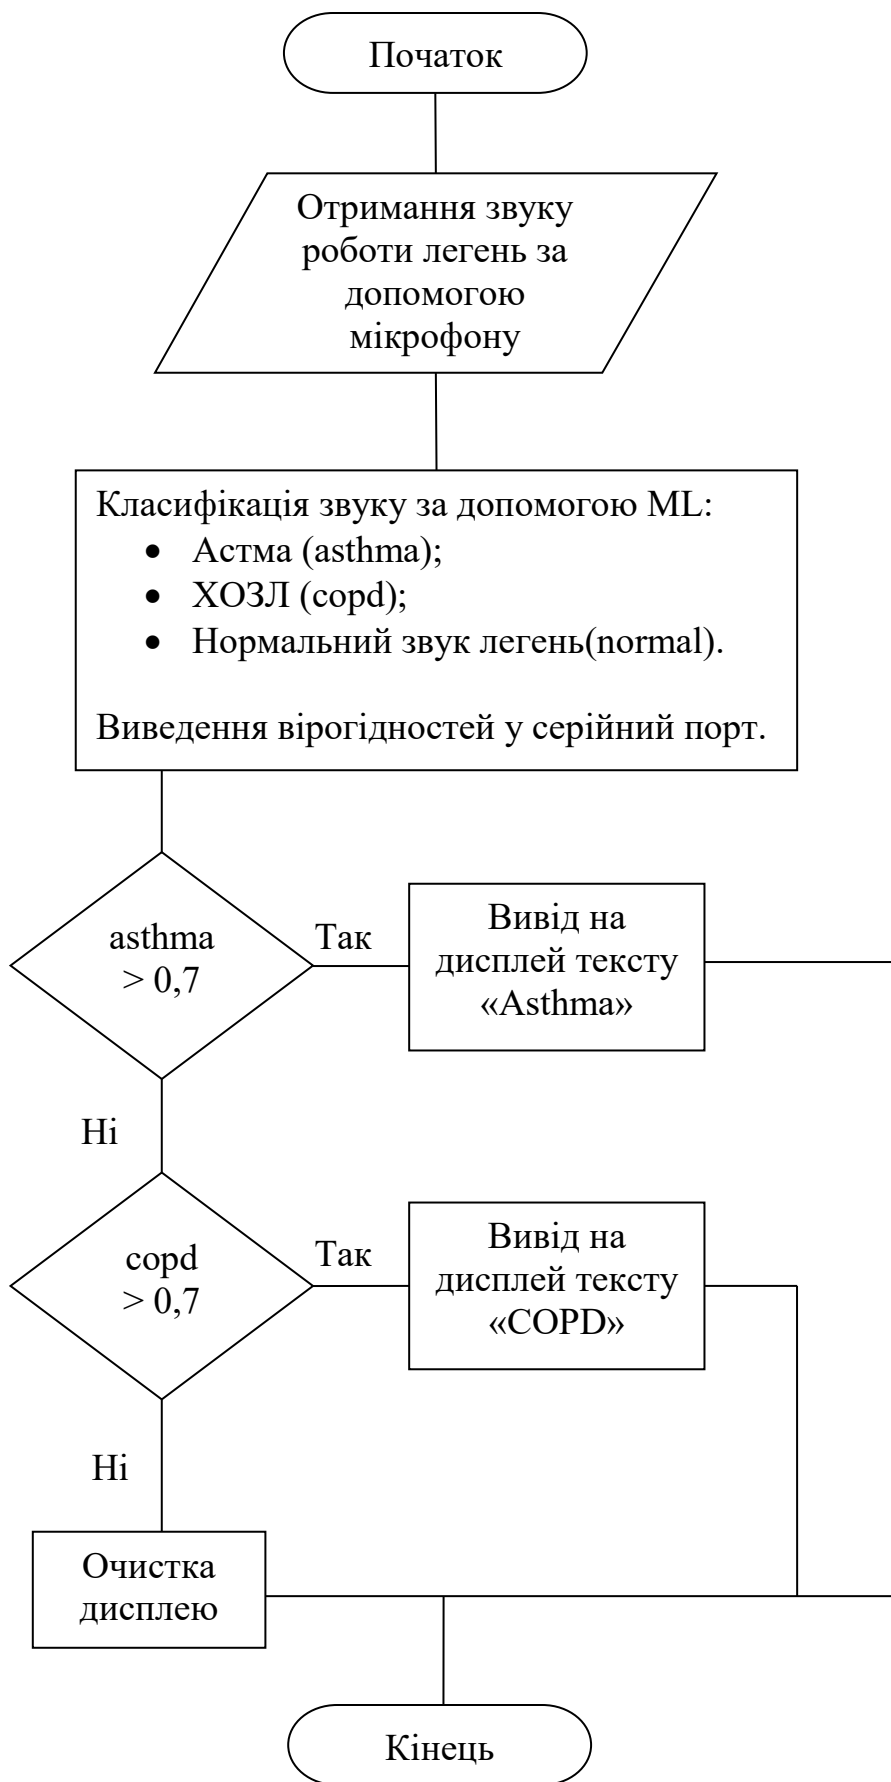 Початок
Отримання звуку
роботи легень за
допомогою
мікрофону
Класифікація звуку за допомогою ML:
• Астма (asthma);
• ХОЗЛ (copd);
• Нормальний звук легень(normal).
Виведення вірогідностей у серійний порт.
asthma
> 0,7
Так
Вивід на
дисплей тексту
«Asthma»
Ні
copd
> 0,7
Так
Вивід на
дисплей тексту
«COPD»
Ні
Очистка
дисплею
Кінець